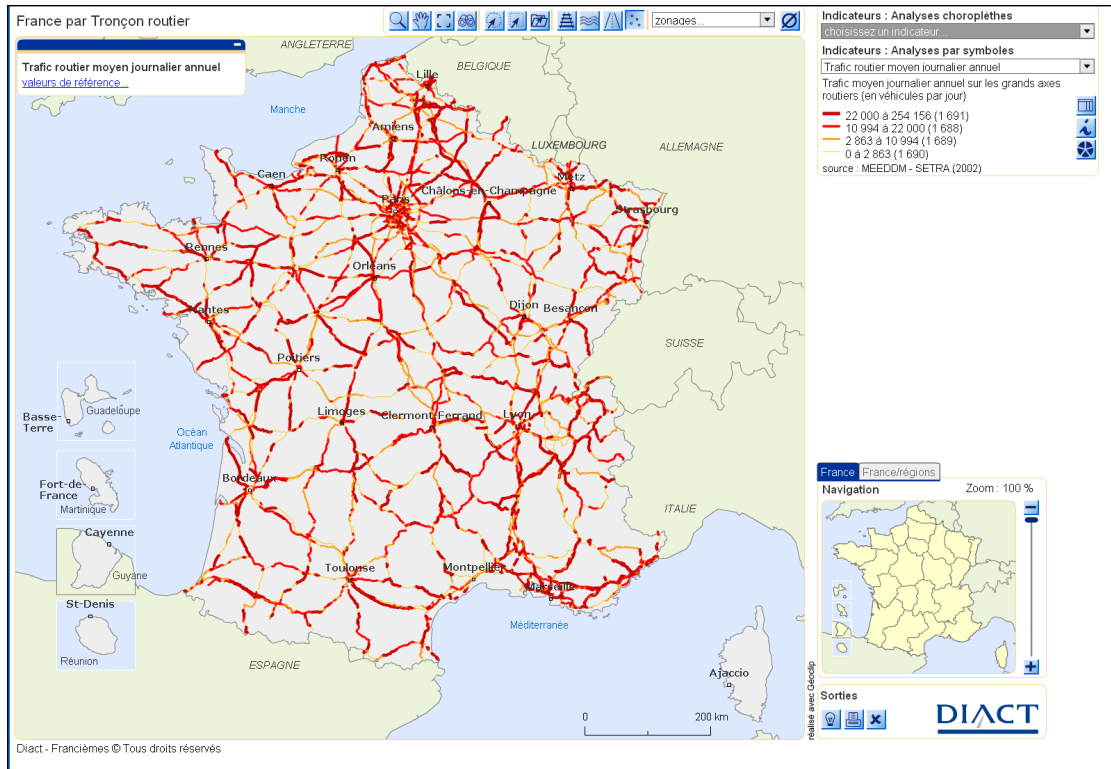 France par Tronçon routier
zonages...
Trafic routier moyen journalier annuel
valeurs de référence...
ANGLETERRE
BELGIQUE
Lille
Manche
Amiens
LUXEMBOURG
ALLEMAGNE
Rouen
Caen
Metz
Châlons-en-Champagne
Paris
Strasbourg
Rennes
Orléans
Nantes
Dijon
Besançon
SUISSE
Poitiers
Limoges
Clermont-Ferrand
Lyon
Océan
Atlantique
Bordeaux
ITALIE
Toulouse
Montpellier
Marseille
Méditerranée
ESPAGNE
Ajaccio
0 200 km
Basse-
Terre
Guadeloupe
Fort-de
France
Martinique
Cayenne
Guyane
St-Denis
Réunion
réalisé avec Géoclip
Diact - Francièmes © Tous droits réservés
Indicateurs : Analyses choroplèthes
choisissez un indicateur...
Indicateurs : Analyses par symboles
Trafic routier moyen journalier annuel
Trafic moyen journalier annuel sur les grands axes
routiers (en véhicules par jour)
22 000 à 254 156 (1 691)
10 994 à 22 000 (1 688)
2 863 à 10 994 (1 689)
0 à 2 863 (1 690)
source : MEEDDM - SETRA (2002)
France France/régions
Navigation Zoom : 100 %
Sorties
DIACT